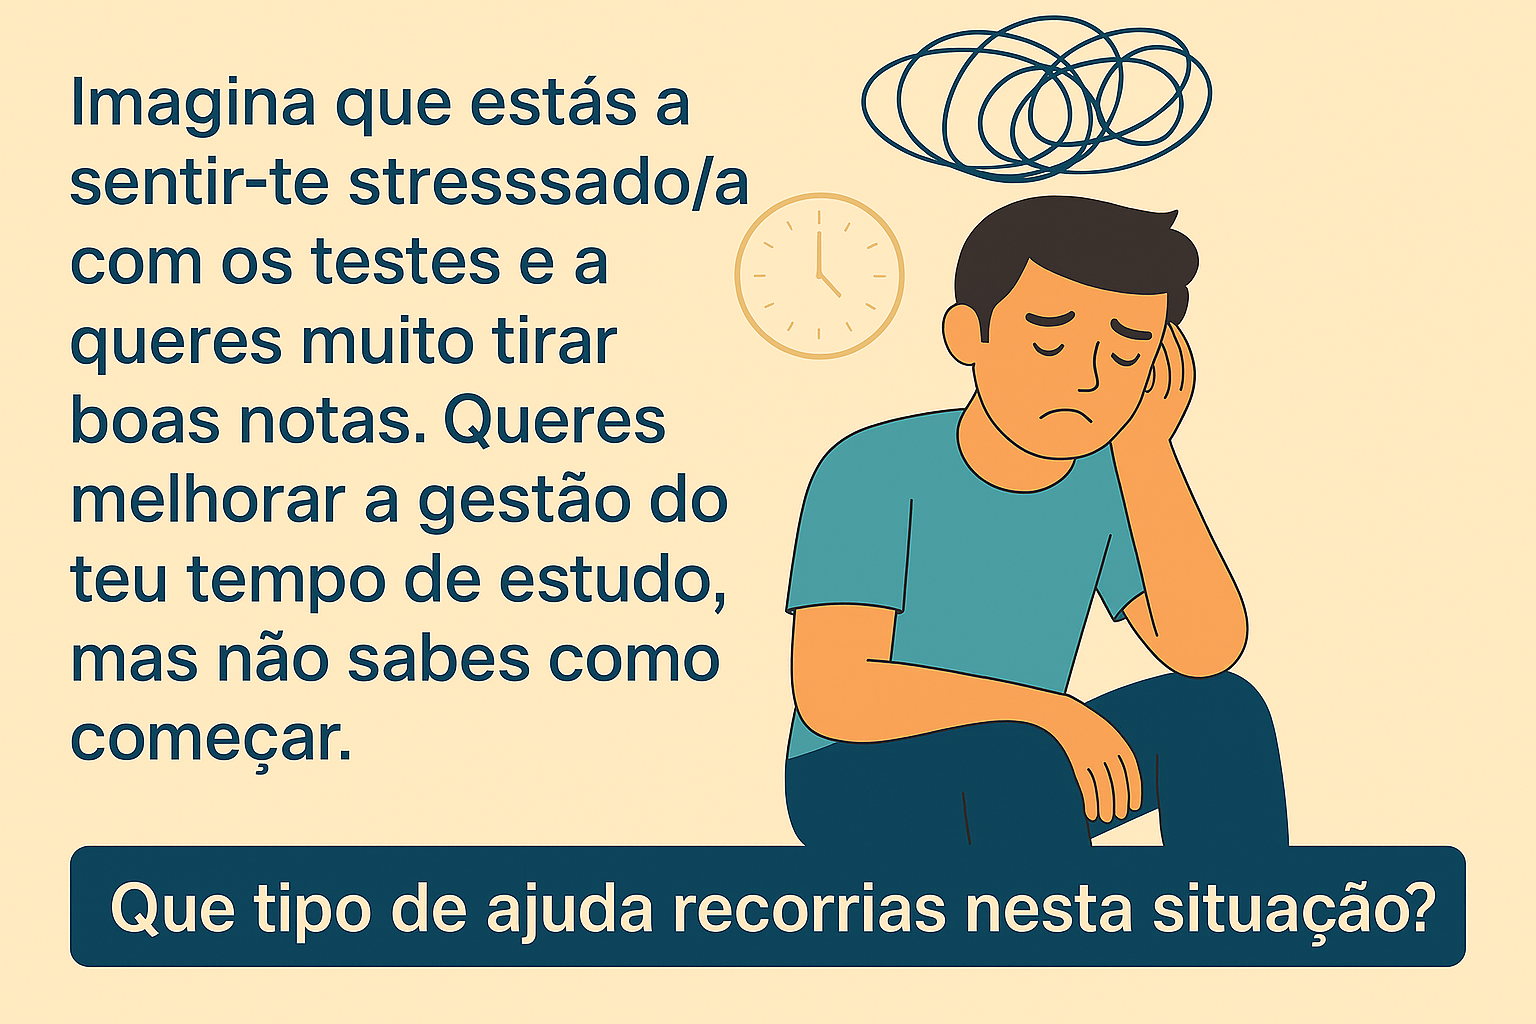 Imagina que estás a
sentir-te stresssado/a
com os testes e a
queres muito tirar
boas notas. Queres
melhorar a gestão do
teu tempo de estudo,
mas não sabes como
começar.
Que tipo de ajuda recorrias nesta situação?